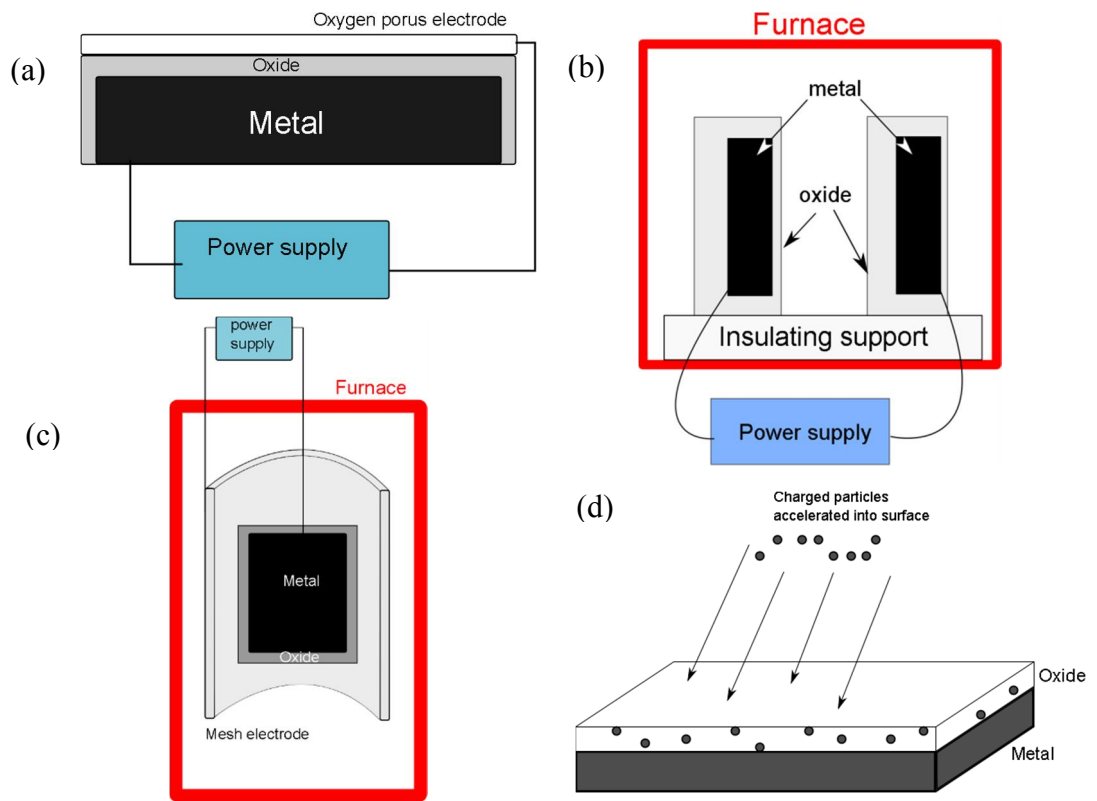 (a)
Oxygen porus electrode
Oxide
Metal
Power supply
(b)
Furnace
metal
oxide
Insulating support
Power supply
(c)
power
supply
Furnace
Metal
Oxide
Mesh electrode
(d)
Charged particles
accelerated into surface
Oxide
Metal